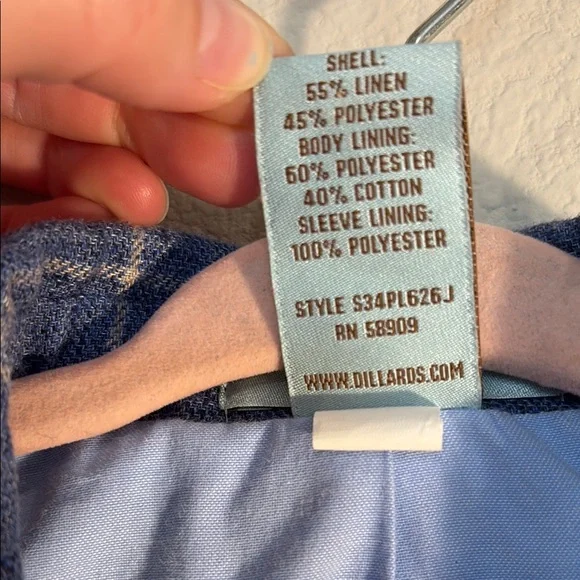 SHELL:
55% LINEN
45% POLYESTER
BODY LINING:
60% POLYESTER
40% COTTON
SLEEVE LINING:
100% POLYESTER
STYLE S34PL626J
RN 58909
WWW.DILLARDS.COM